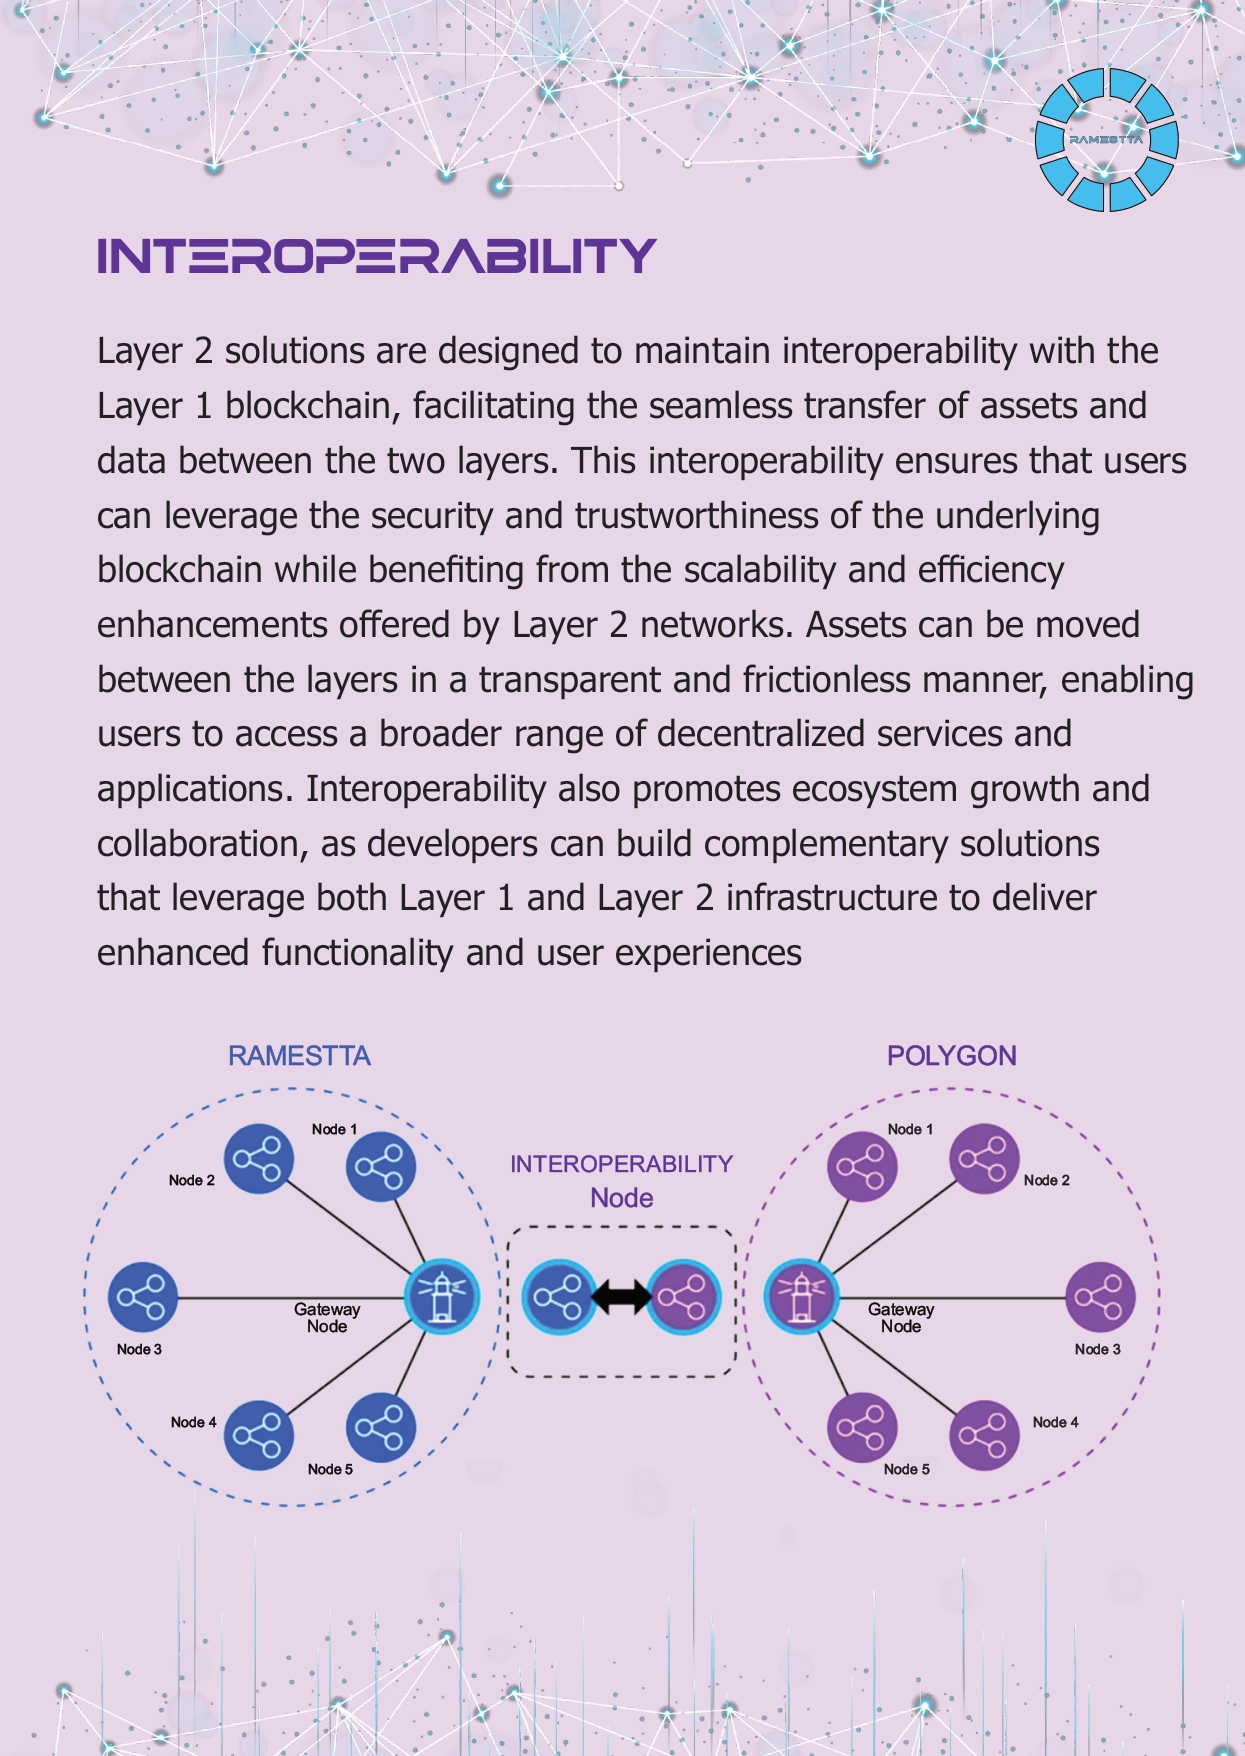 RAMESTTA
INTEROPERABILITY
Layer 2 solutions are designed to maintain interoperability with the
Layer 1 blockchain, facilitating the seamless transfer of assets and
data between the two layers. This interoperability ensures that users
can leverage the security and trustworthiness of the underlying
blockchain while benefiting from the scalability and efficiency
enhancements offered by Layer 2 networks. Assets can be moved
between the layers in a transparent and frictionless manner, enabling
users to access a broader range of decentralized services and
applications. Interoperability also promotes ecosystem growth and
collaboration, as developers can build complementary solutions
that leverage both Layer 1 and Layer 2 infrastructure to deliver
enhanced functionality and user experiences
RAMESTTA
Node 1
Node 2
Gateway
Node
Node 3
Node 4
Node 5
INTEROPERABILITY
Node
POLYGON
Node 1
Node 2
Gateway
Node
Node 3
Node 4
Node 5